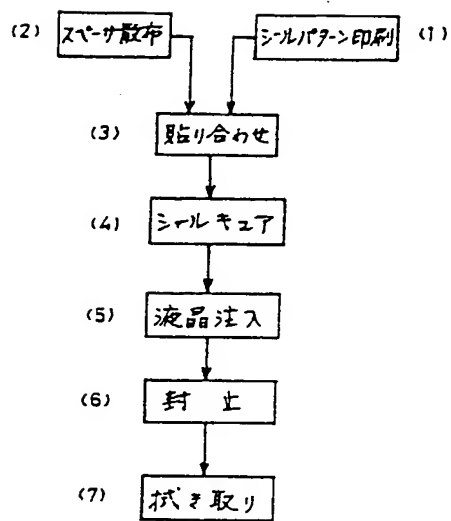 (2) スペーサ散布 シールパターン印刷 (1)
(3) 貼り合わせ
(4) シールキュア
(5) 液晶注入
(6) 封止
(7) 拭き取り